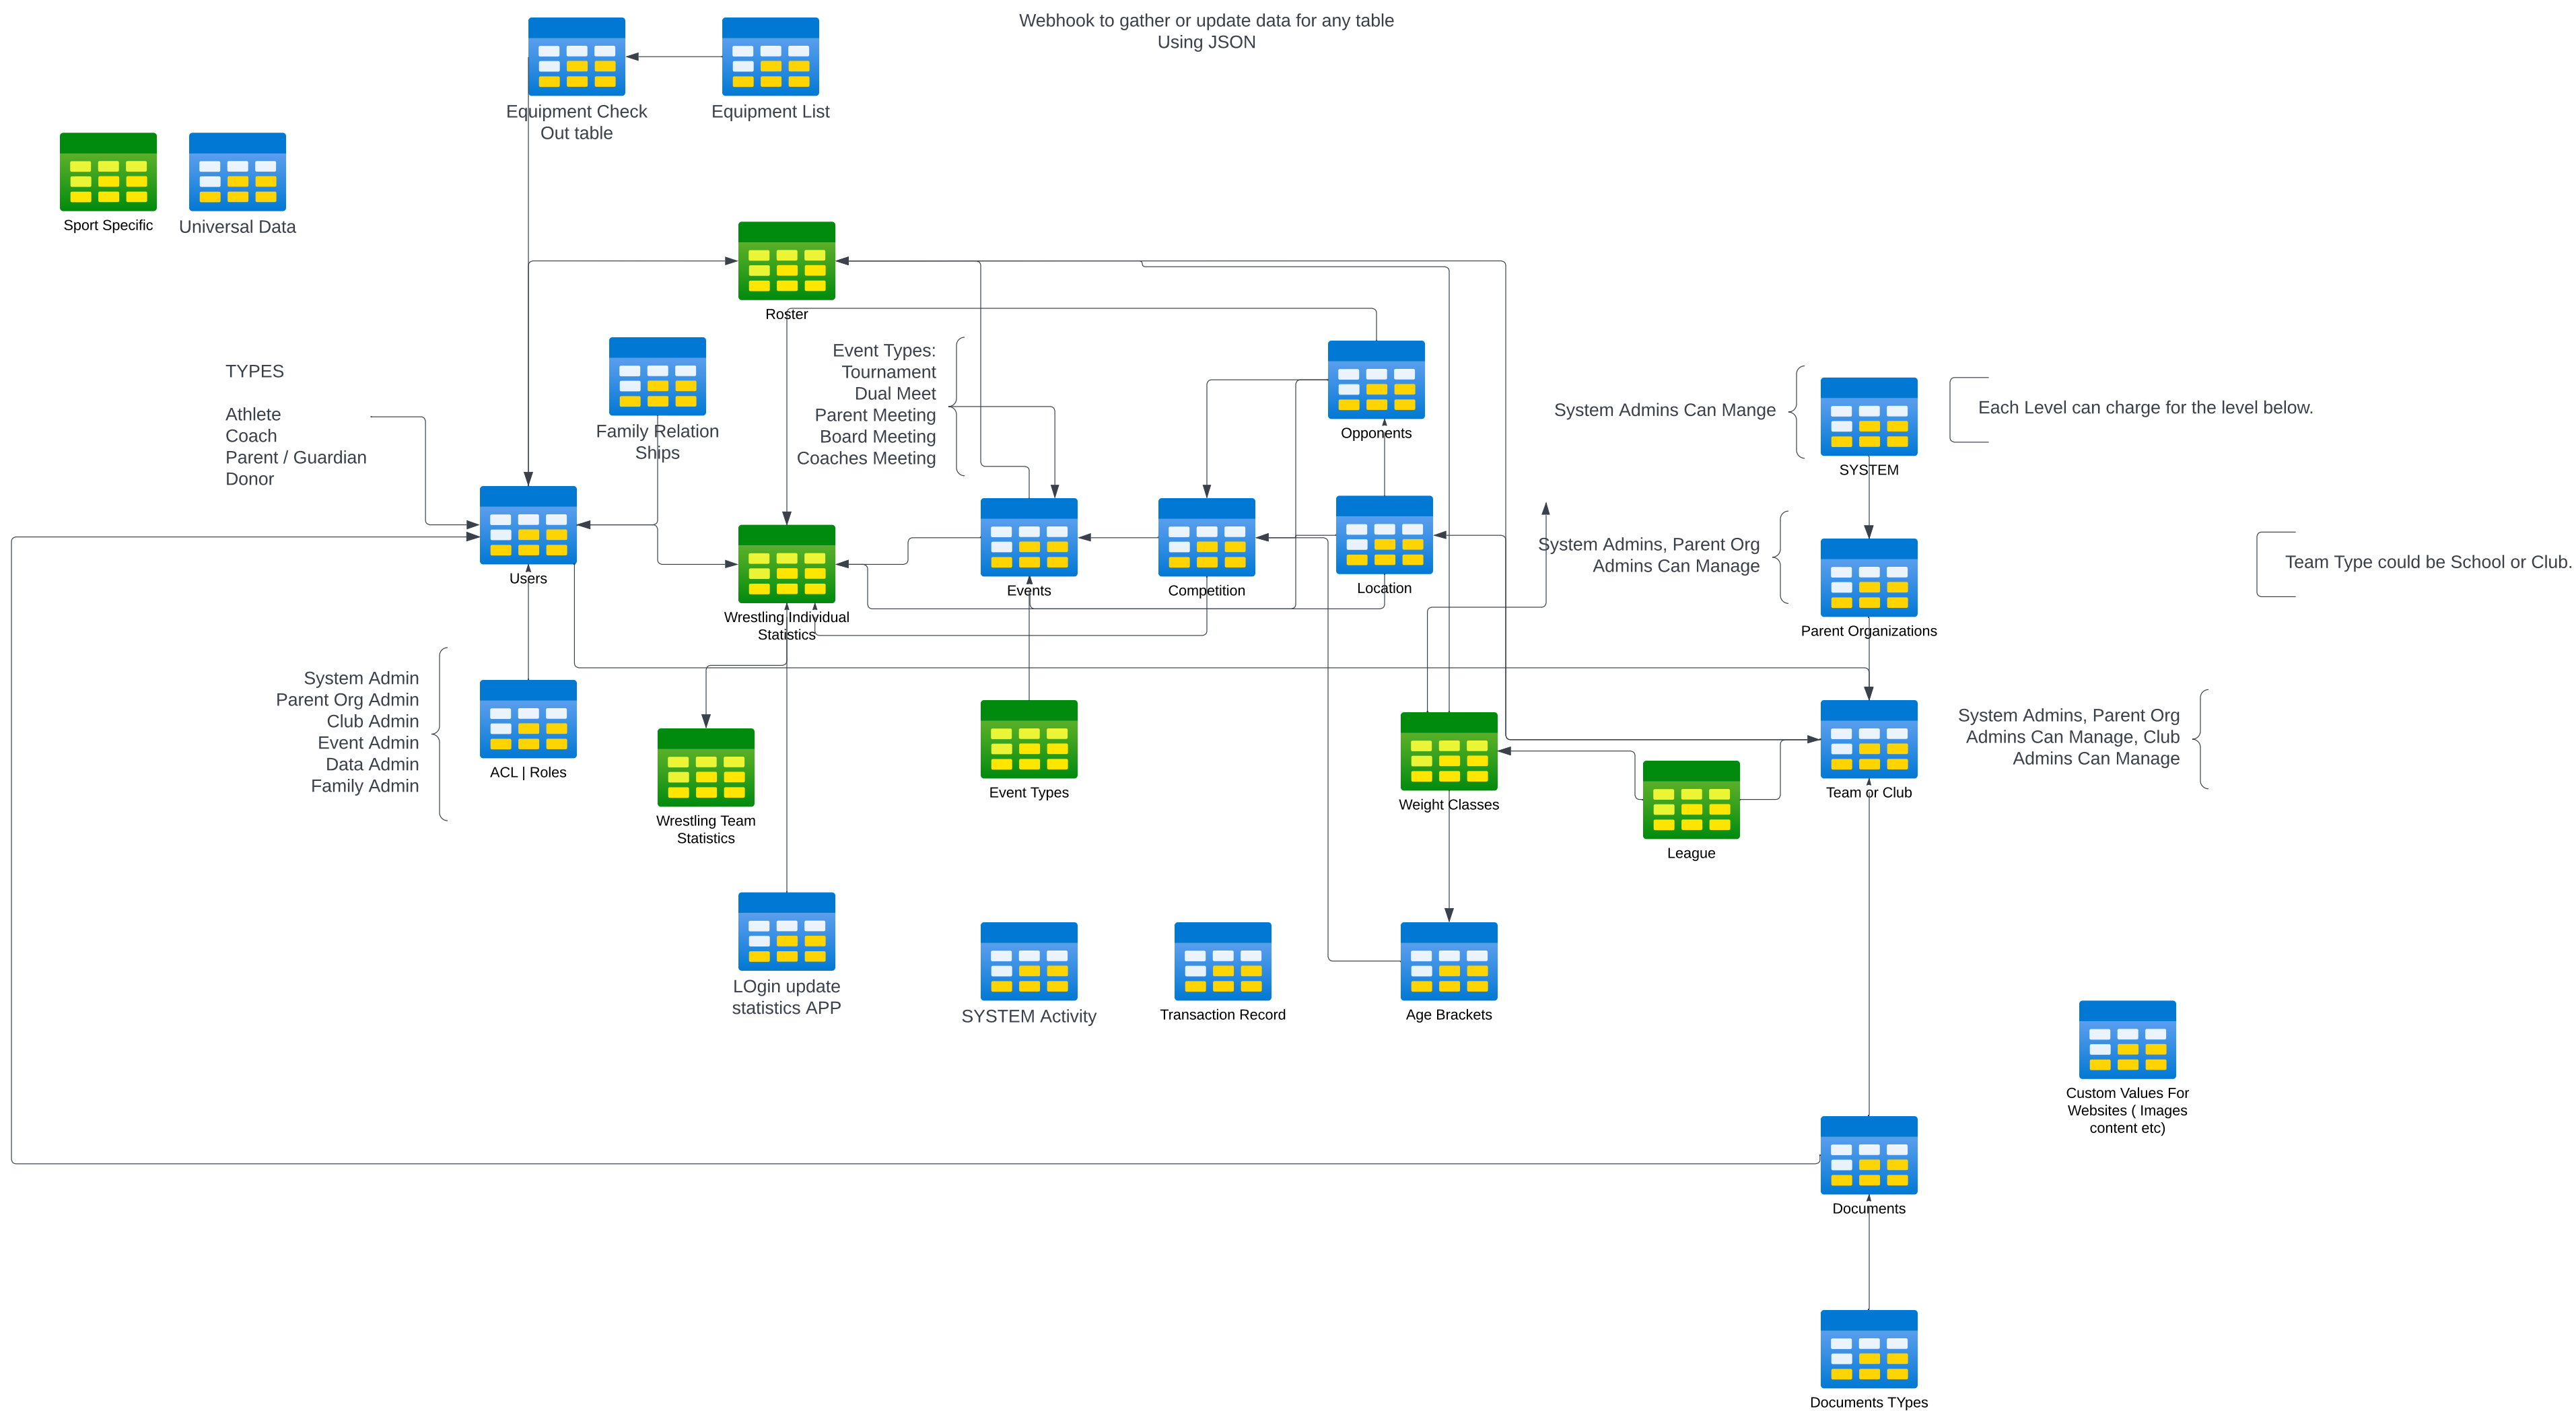 Webhook to gather or update data for any table
Using JSON
Equipment Check
Out table
Equipment List
Sport Specific
Universal Data
Roster
TYPES
Athlete
Coach
Parent / Guardian
Donor
Family Relation
Ships
Event Types:
Tournament
Dual Meet
Parent Meeting
Board Meeting
Coaches Meeting
Opponents
System Admins Can Mange
SYSTEM
Each Level can charge for the level below.
Users
Wrestling Individual
Statistics
Events
Competition
Location
System Admins, Parent Org
Admins Can Manage
Parent Organizations
Team Type could be School or Club.
System Admin
Parent Org Admin
Club Admin
Event Admin
Data Admin
Family Admin
ACL | Roles
Wrestling Team
Statistics
Event Types
Weight Classes
League
Team or Club
System Admins, Parent Org
Admins Can Manage, Club
Admins Can Manage
LOgin update
statistics APP
SYSTEM Activity
Transaction Record
Age Brackets
Custom Values For
Websites ( Images
content etc)
Documents
Documents TYpes